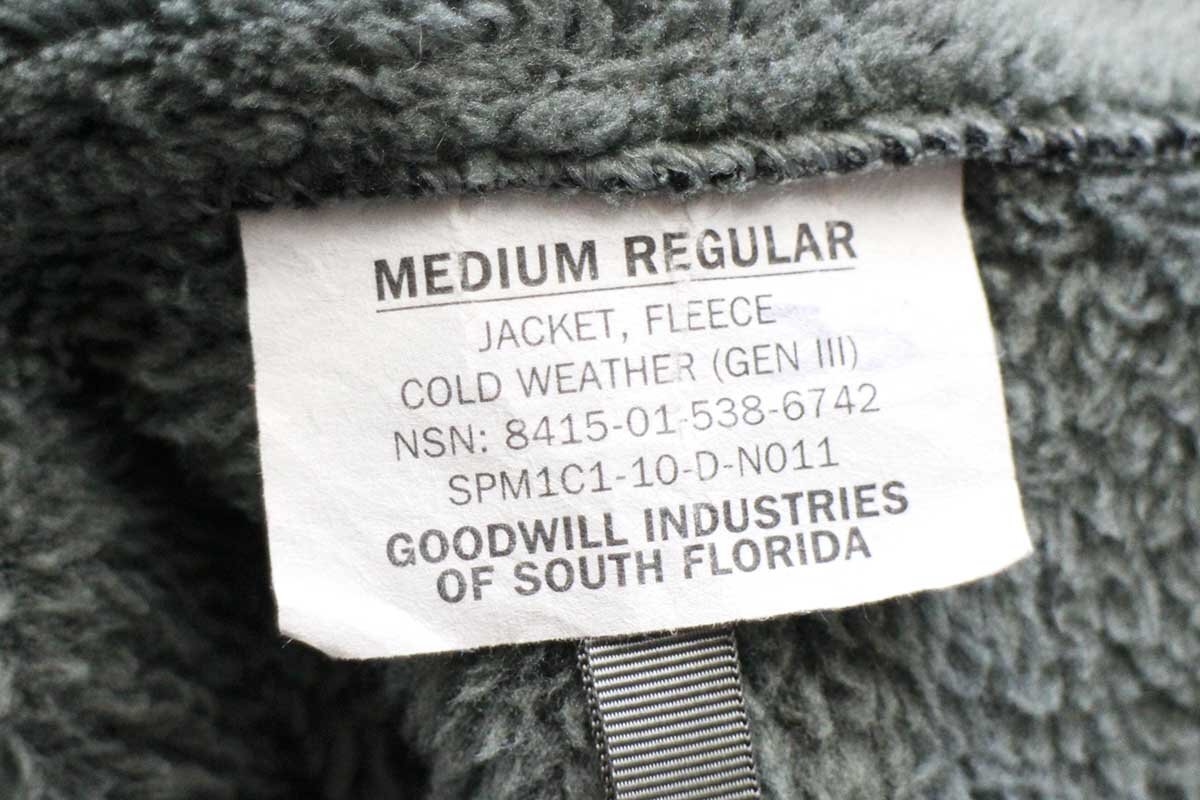 MEDIUM REGULAR
JACKET, FLEECE
COLD WEATHER (GEN III)
NSN: 8415-01-538-6742
SPM1C1-10-D-N011
GOODWILL INDUSTRIES
OF SOUTH FLORIDA